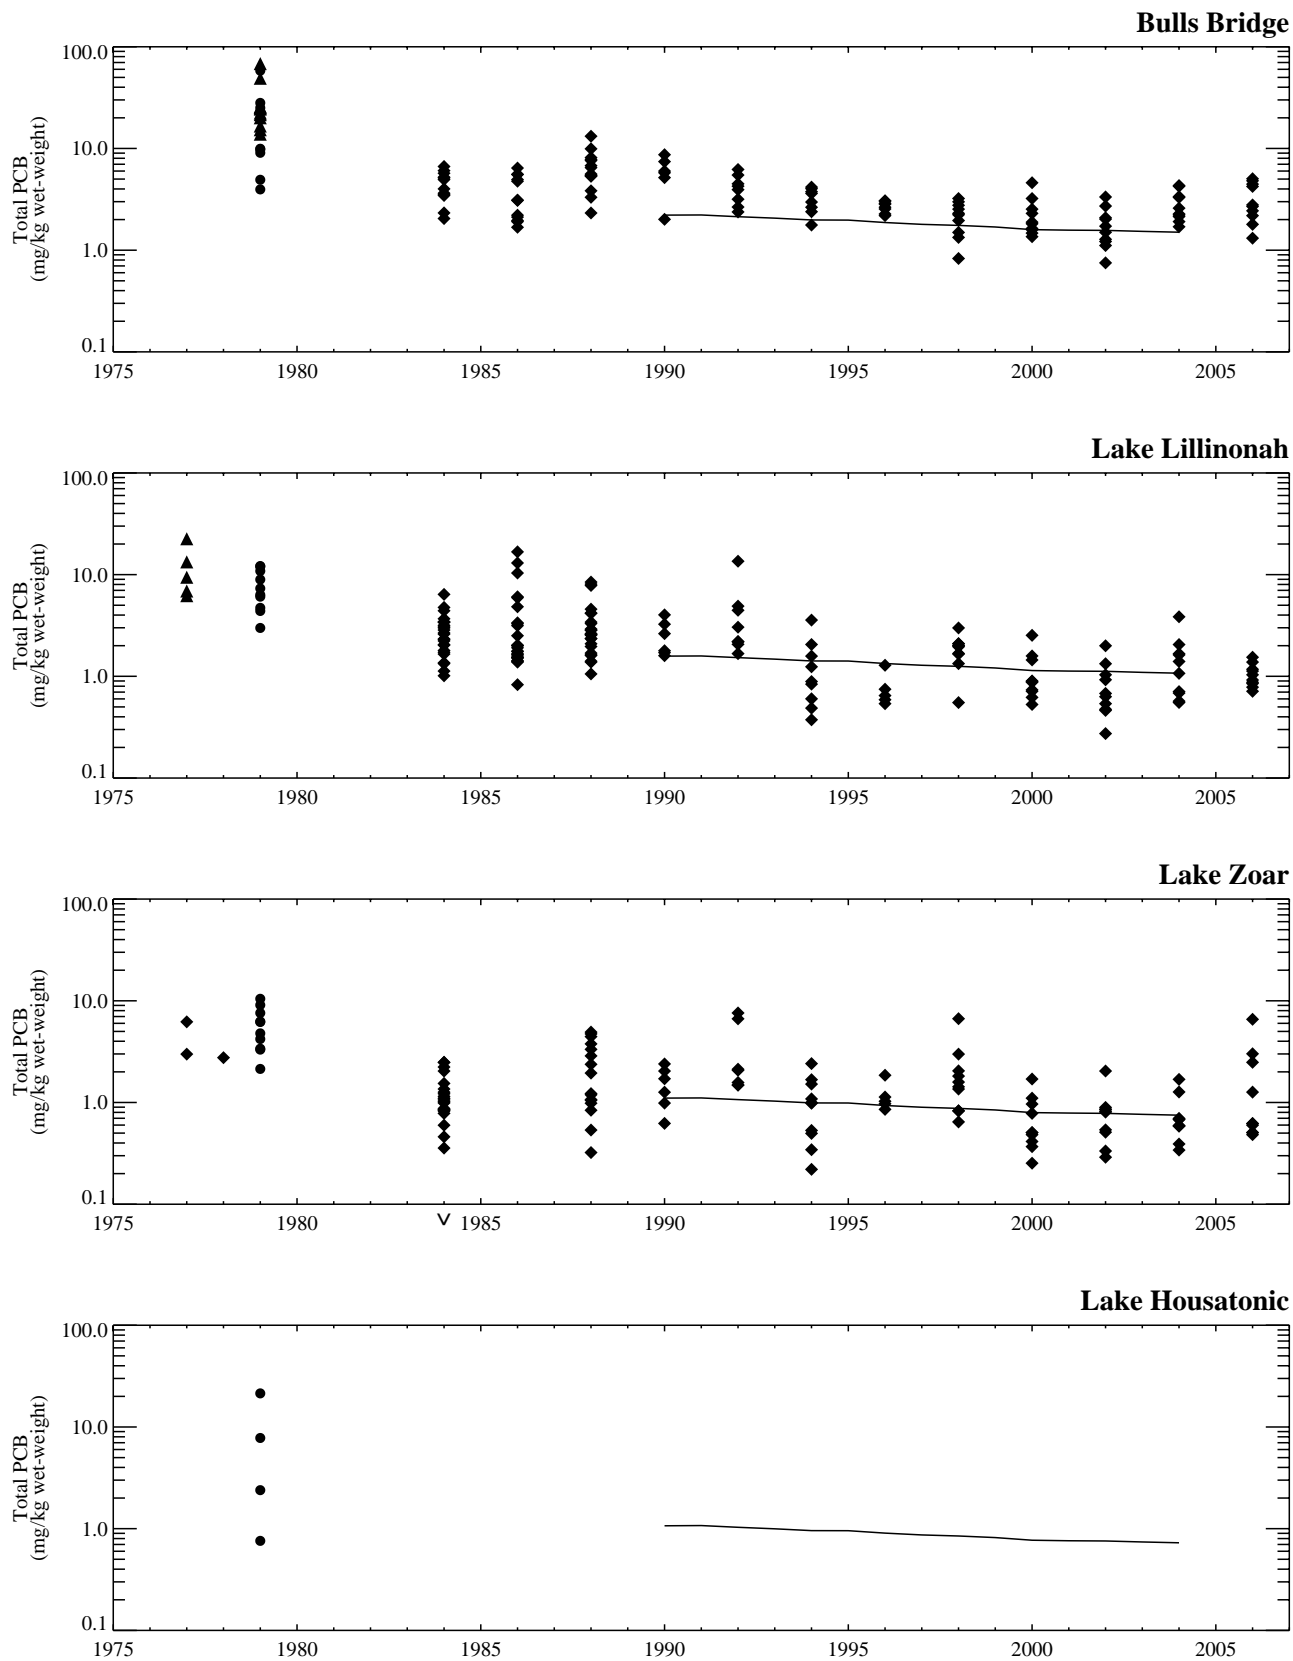 Bulls Bridge
100.0
10.0
1.0
0.1
Total PCB
(mg/kg wet-weight)
1975 1980 1985 1990 1995 2000 2005
Lake Lillinonah
100.0
10.0
1.0
0.1
Total PCB
(mg/kg wet-weight)
1975 1980 1985 1990 1995 2000 2005
Lake Zoar
100.0
10.0
1.0
0.1
Total PCB
(mg/kg wet-weight)
1975 1980 V 1985 1990 1995 2000 2005
Lake Housatonic
100.0
10.0
1.0
0.1
Total PCB
(mg/kg wet-weight)
1975 1980 1985 1990 1995 2000 2005